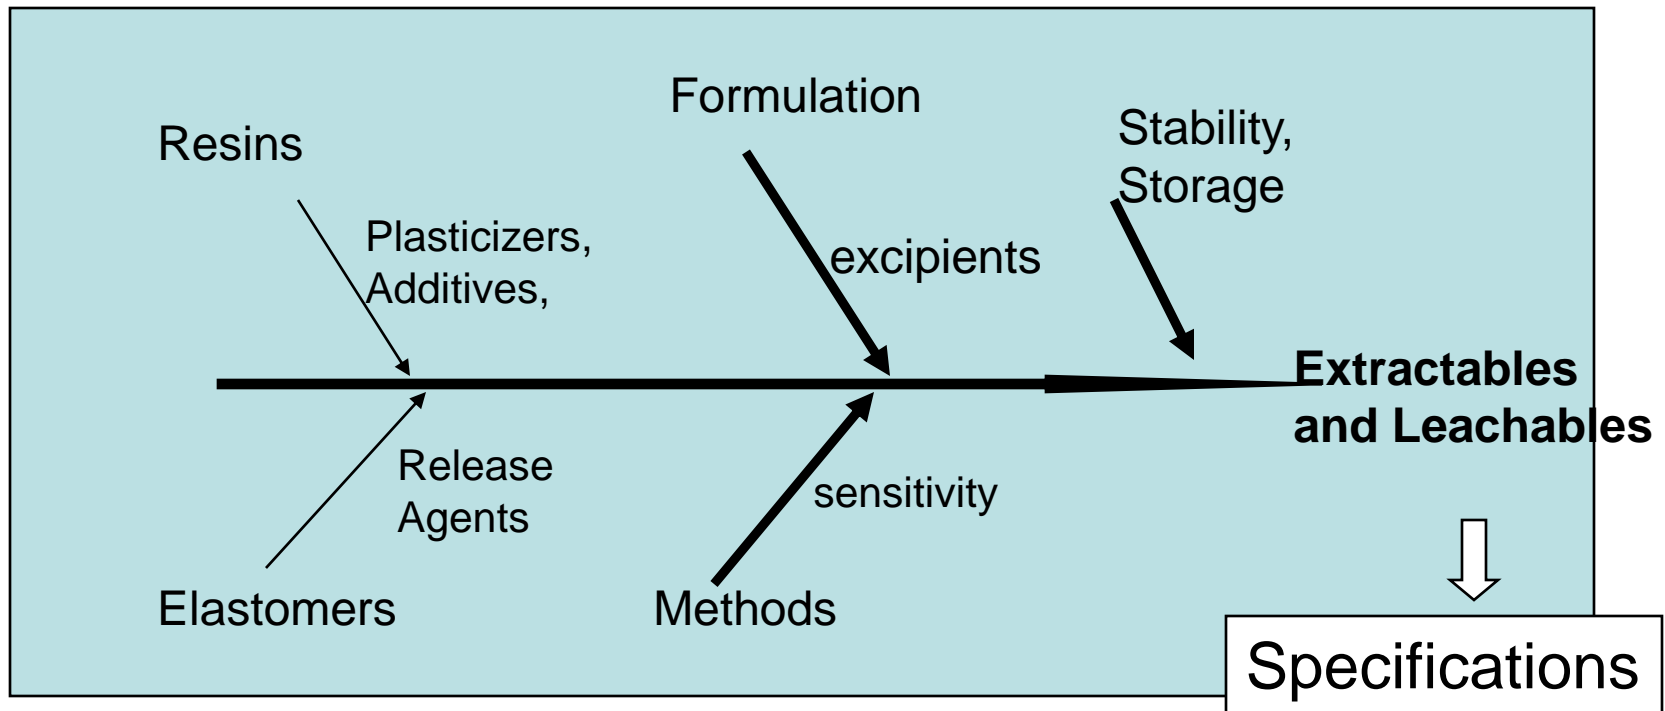 Formulation
Resins
Stability,
Storage
Plasticizers,
Additives,
excipients
Extractables
and Leachables
Release
Agents
sensitivity
Elastomers
Methods
Specifications